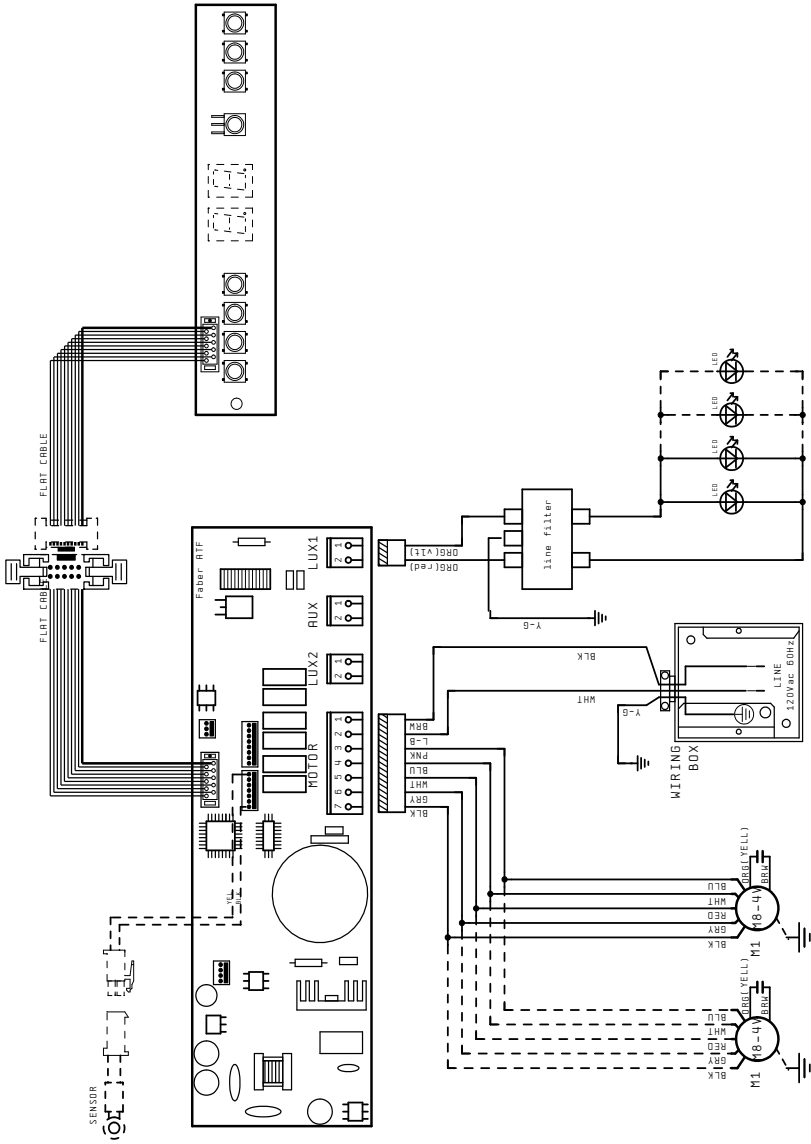 FLAT CABLE
LED
LED
LED
LED
FLAT CAB
Faber ATF
LUX1
1
2
AUX
1
2
LUX2
1
2
MOTOR
1
2
3
4
5
6
7
ORG(vlt)
ORG(red)
line filter
Y-G
BLK
WHT
Y-G
BRW
L-B
PNK
BLU
WHT
GRY
BLK
LINE
120Vac 60Hz
WIRING
BOX
YEL
SENSOR
BLU
WHT
RED
GRY
BLK
ORG(YELL)
BRW
M1 M8-4V
BLU
WHT
RED
GRY
BLK
ORG(YELL)
BRW
M1 M8-4V